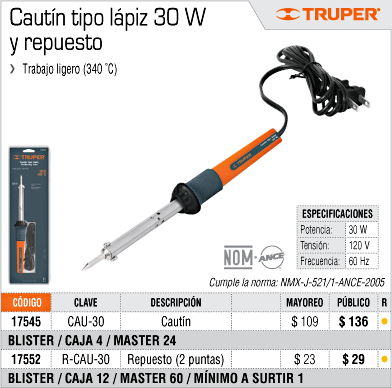 Cautín tipo lápiz 30 W
y repuesto
TRUPER®
❯ Trabajo ligero (340 °C)
TRUPER
ESPECIFICACIONES
Potencia: 30 W
Tensión: 120 V
Frecuencia: 60 Hz
NOM-ANCE
Cumple la norma: NMX-J-521/1-ANCE-2005
CÓDIGO CLAVE DESCRIPCIÓN MAYOREO PÚBLICO R
17545 CAU-30 Cautín $ 109 $ 136
BLISTER / CAJA 4 / MASTER 24
17552 R-CAU-30 Repuesto (2 puntas) $ 23 $ 29
BLISTER / CAJA 12 / MASTER 60 / MÍNIMO A SURTIR 1